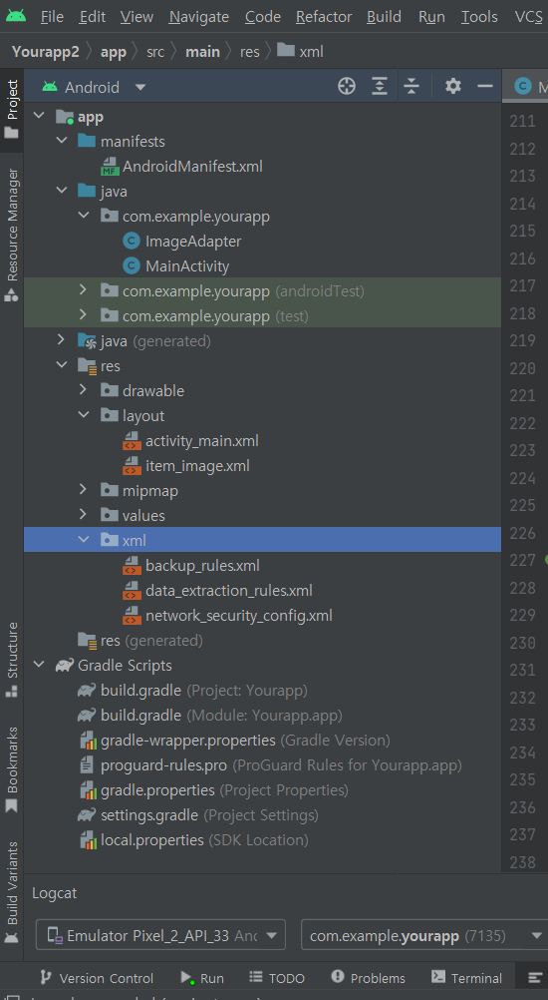 File Edit View Navigate Code Refactor Build Run Tools VCS
Yourapp2 app src main res xml
Project
Resource Manager
Structure
Bookmarks
Build Variants
Android
app
manifests
AndroidManifest.xml
java
com.example.yourapp
ImageAdapter
MainActivity
com.example.yourapp (androidTest)
com.example.yourapp (test)
java (generated)
res
drawable
layout
activity_main.xml
item_image.xml
mipmap
values
xml
backup_rules.xml
data_extraction_rules.xml
network_security_config.xml
res (generated)
Gradle Scripts
build.gradle (Project: Yourapp)
build.gradle (Module: Yourapp.app)
gradle-wrapper.properties (Gradle Version)
proguard-rules.pro (ProGuard Rules for Yourapp.app)
gradle.properties (Project Properties)
settings.gradle (Project Settings)
local.properties (SDK Location)
211
212
213
214
215
216
217
218
219
220
221
222
223
224
225
226
227
228
229
230
231
232
233
234
235
236
237
238
Logcat
Emulator Pixel_2_API_33 com.example.yourapp (7135)
Version Control Run TODO Problems Terminal